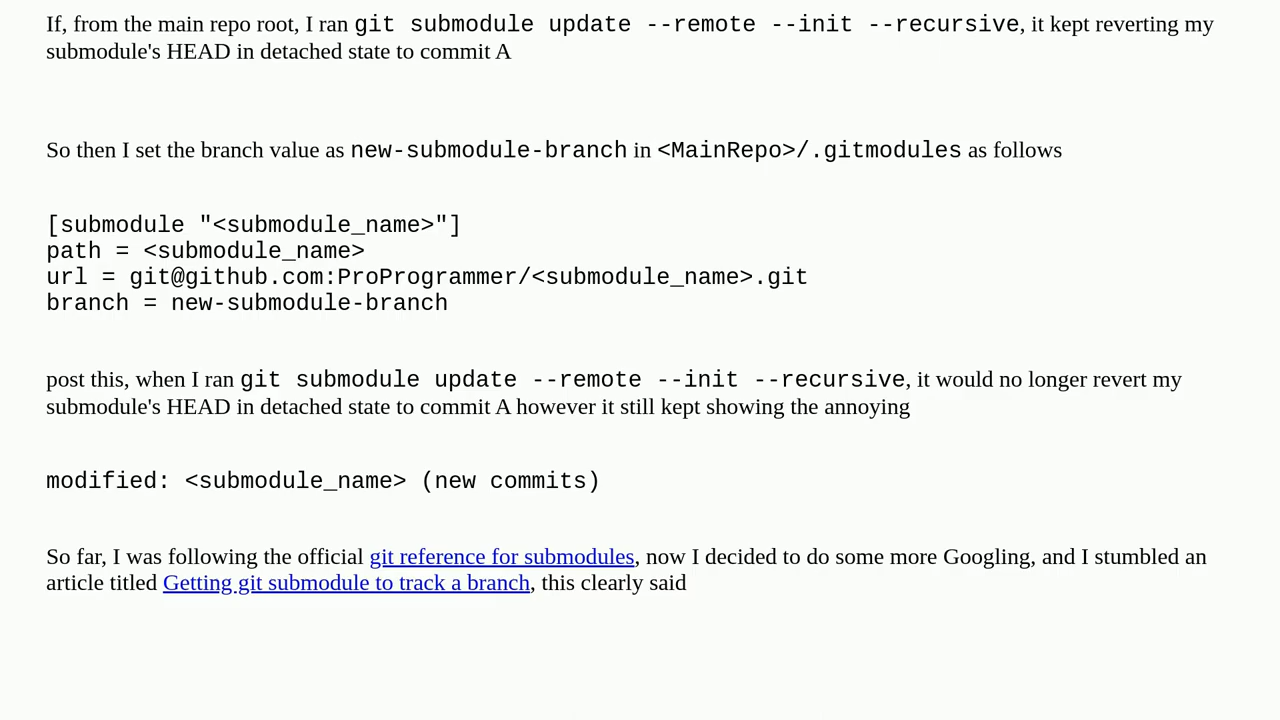 If, from the main repo root, I ran git submodule update --remote --init --recursive, it kept reverting my
submodule's HEAD in detached state to commit A
So then I set the branch value as new-submodule-branch in <MainRepo>/.gitmodules as follows
[submodule "<submodule_name>"]
path = <submodule_name>
url = git@github.com:ProProgrammer/<submodule_name>.git
branch = new-submodule-branch
post this, when I ran git submodule update --remote --init --recursive, it would no longer revert my
submodule's HEAD in detached state to commit A however it still kept showing the annoying
modified: <submodule_name> (new commits)
So far, I was following the official git reference for submodules, now I decided to do some more Googling, and I stumbled an
article titled Getting git submodule to track a branch, this clearly said